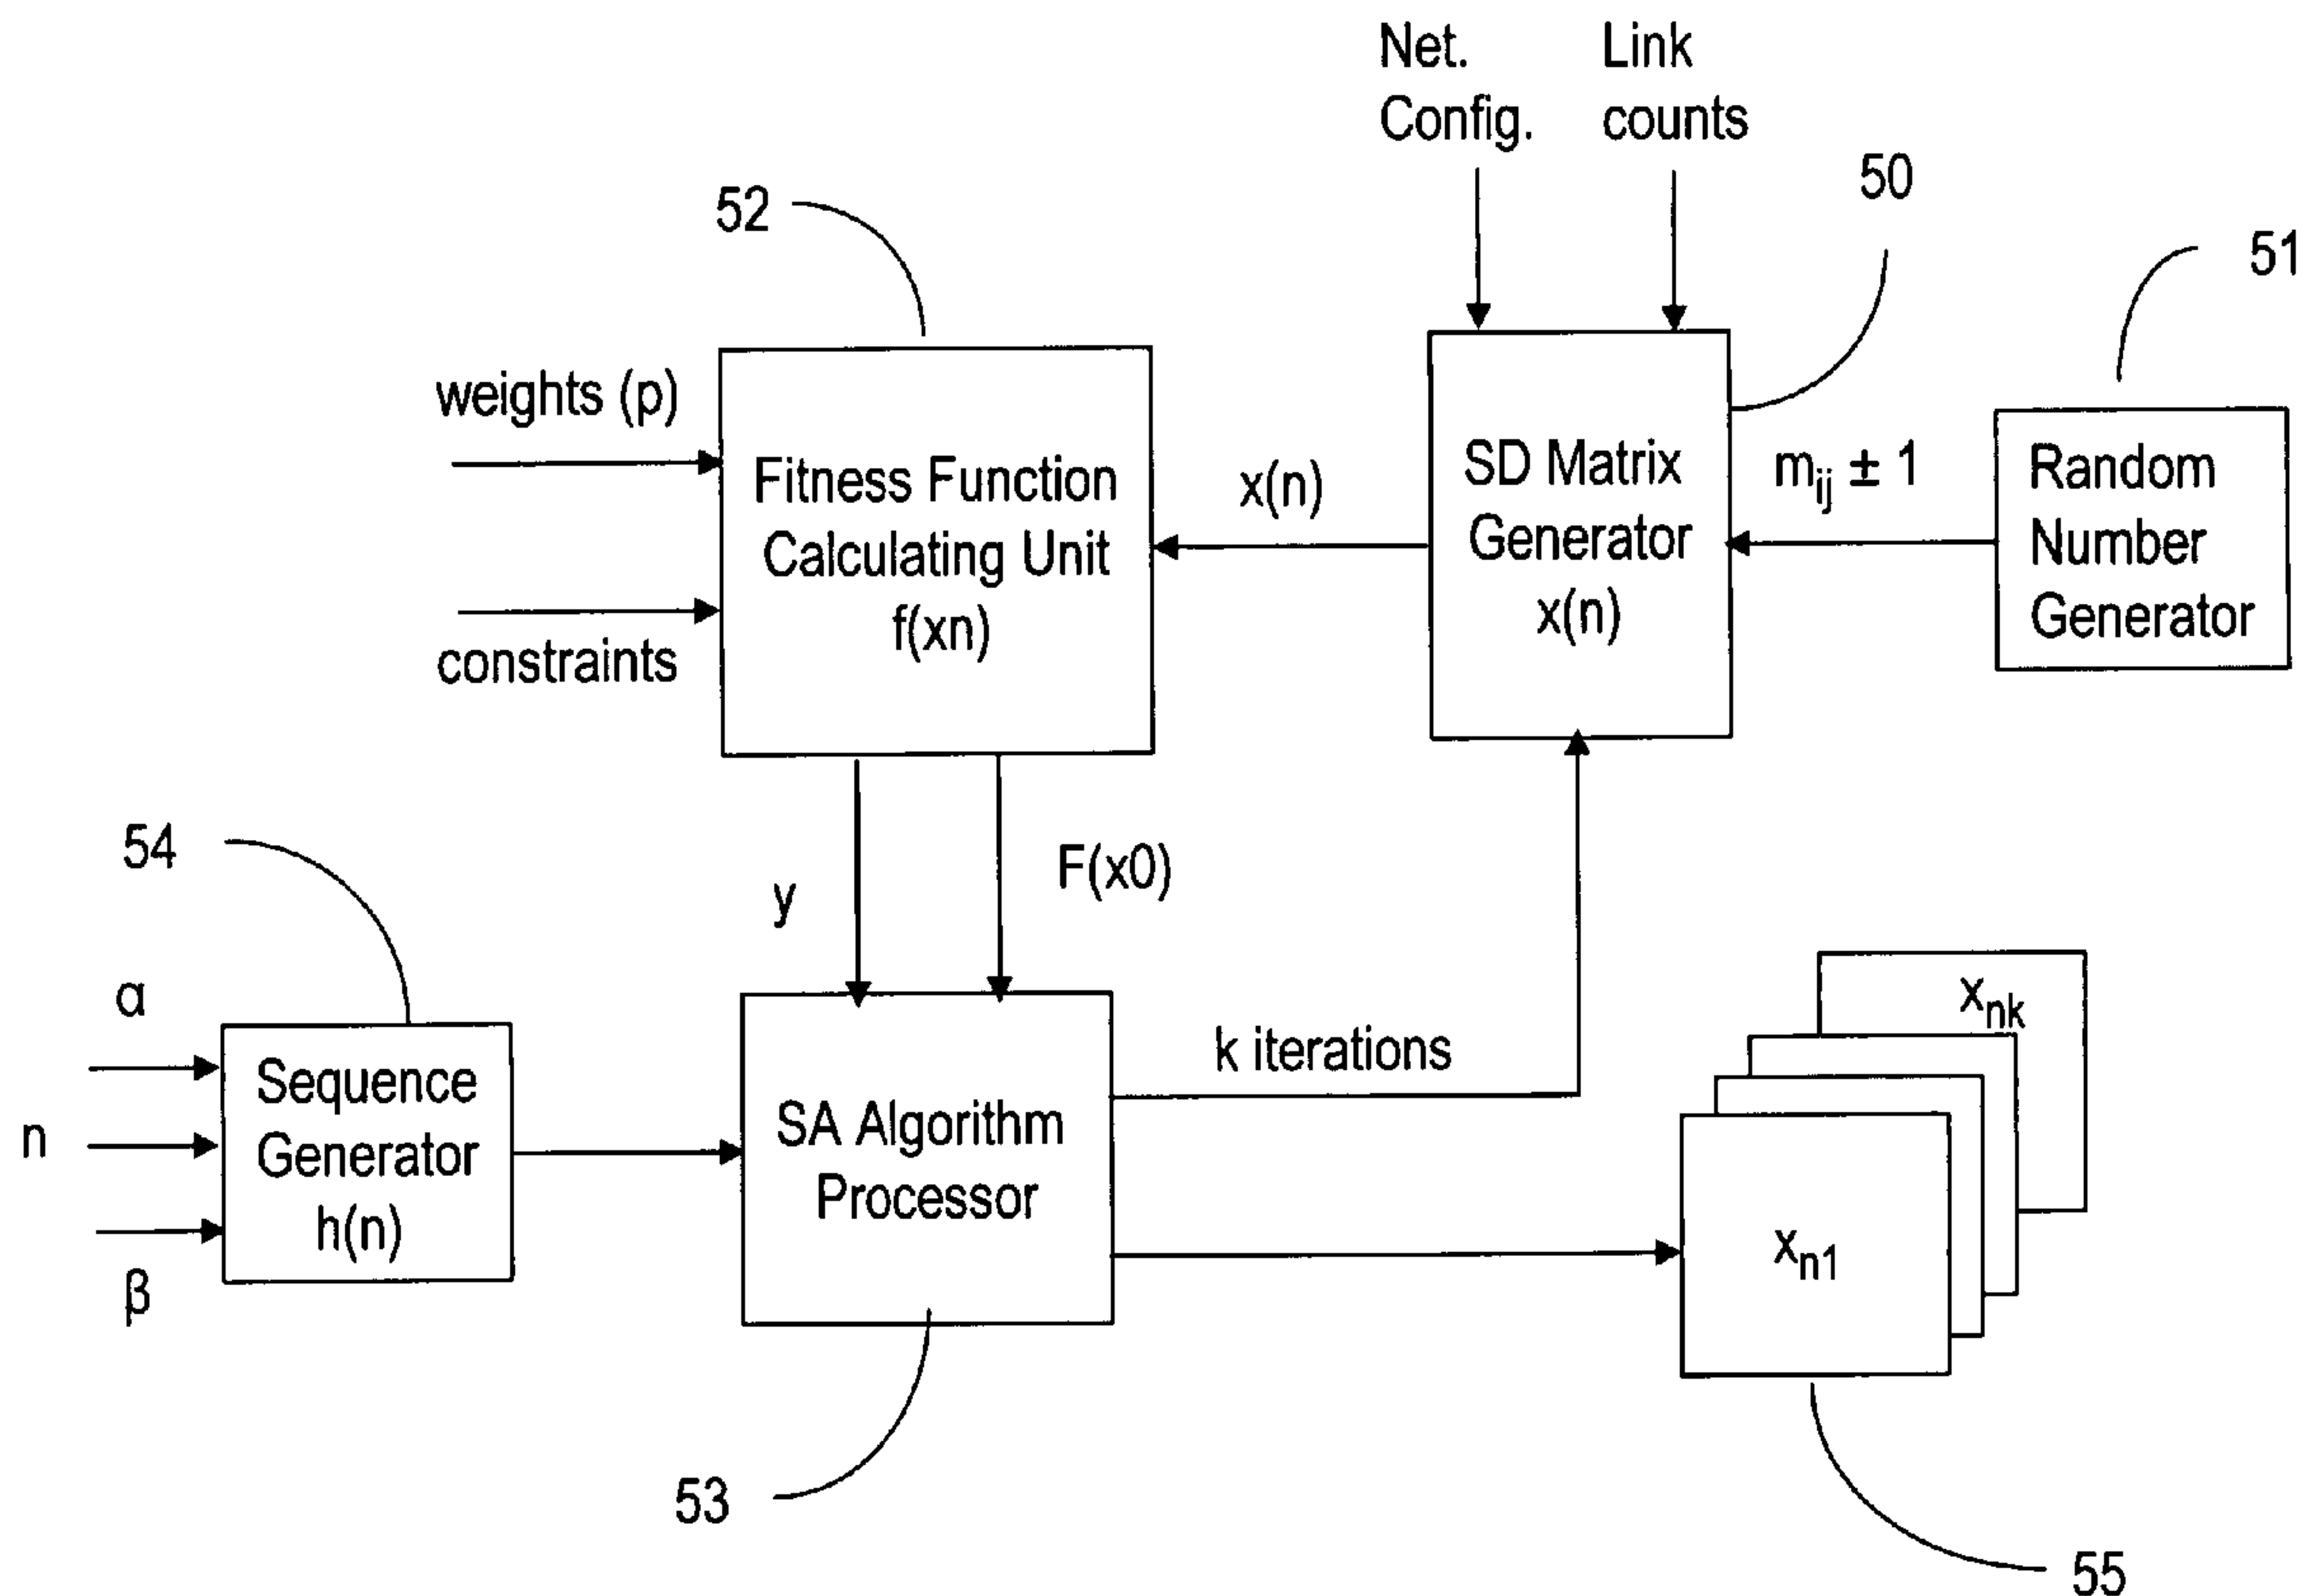 Net.
Config.
Link
counts
50
51
52
weights (p)
constraints
Fitness Function
Calculating Unit
f(xn)
x(n)
SD Matrix
Generator
x(n)
mij ± 1
Random
Number
Generator
54
y
F(x0)
α
n
β
Sequence
Generator
h(n)
SA Algorithm
Processor
k iterations
xnk
xn1
53
55